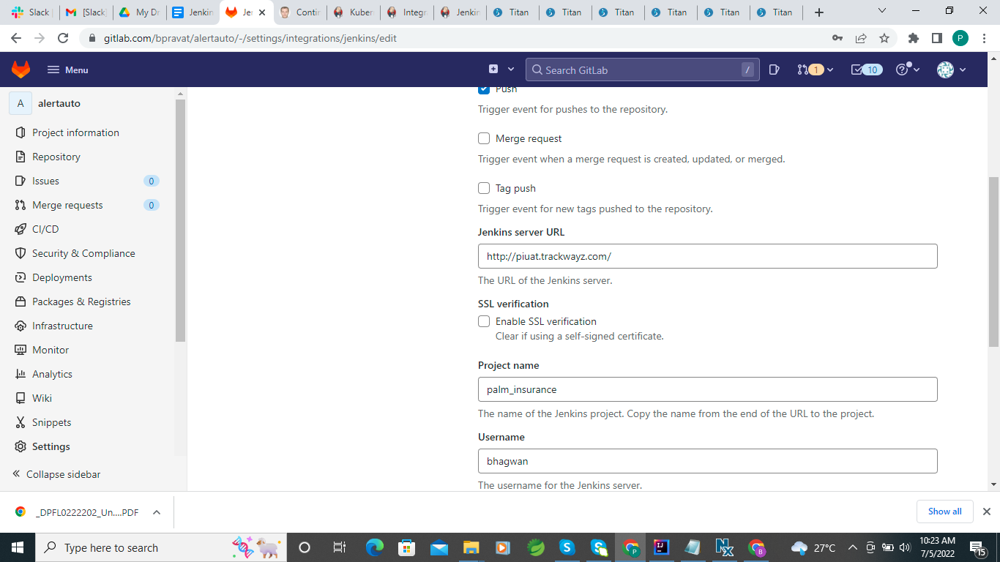 Slack
[Slack]
My Dr
Jenkin
Jen
Contin
Kuber
Integr
Jenkin
Titan
Titan
Titan
Titan
Titan
Titan
gitlab.com/bpravat/alertauto/-/settings/integrations/jenkins/edit
P
Menu
Search GitLab
/
1
10
A
alertauto
Project information
Repository
Issues
0
Merge requests
0
CI/CD
Security & Compliance
Deployments
Packages & Registries
Infrastructure
Monitor
Analytics
Wiki
Snippets
Settings
Collapse sidebar
Push
Trigger event for pushes to the repository.
Merge request
Trigger event when a merge request is created, updated, or merged.
Tag push
Trigger event for new tags pushed to the repository.
Jenkins server URL
http://piuat.trackwayz.com/
The URL of the Jenkins server.
SSL verification
Enable SSL verification
Clear if using a self-signed certificate.
Project name
palm_insurance
The name of the Jenkins project. Copy the name from the end of the URL to the project.
Username
bhagwan
The username for the Jenkins server.
_DPFL0222202_Un....PDF
Show all
Type here to search
27°C
10:23 AM
7/5/2022
15